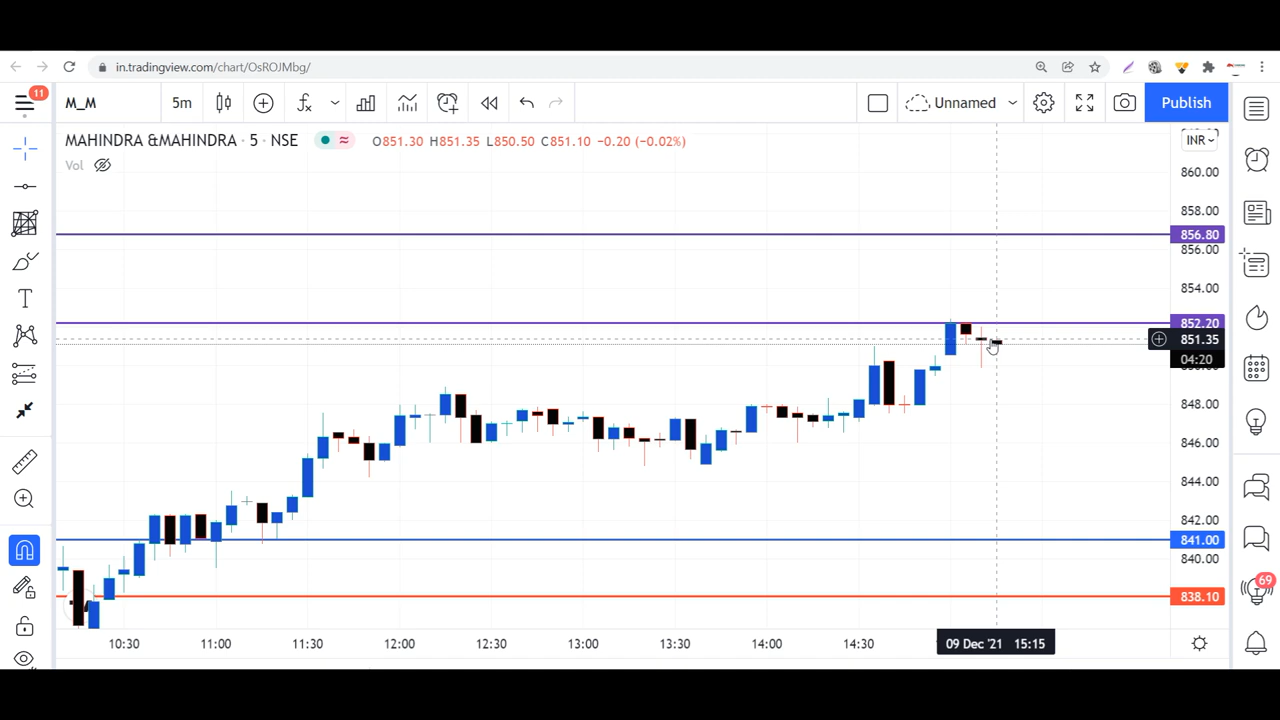 in.tradingview.com/chart/OsROJMbg/
11
M_M
5m
Unnamed
Publish
MAHINDRA &MAHINDRA · 5 · NSE
O851.30 H851.35 L850.50 C851.10 −0.20 (−0.02%)
INR
Vol
860.00
858.00
856.80
856.00
854.00
852.20
851.35
04:20
848.00
846.00
844.00
842.00
841.00
840.00
69
838.10
10:30 11:00 11:30 12:00 12:30 13:00 13:30 14:00 14:30 09 Dec '21 15:15